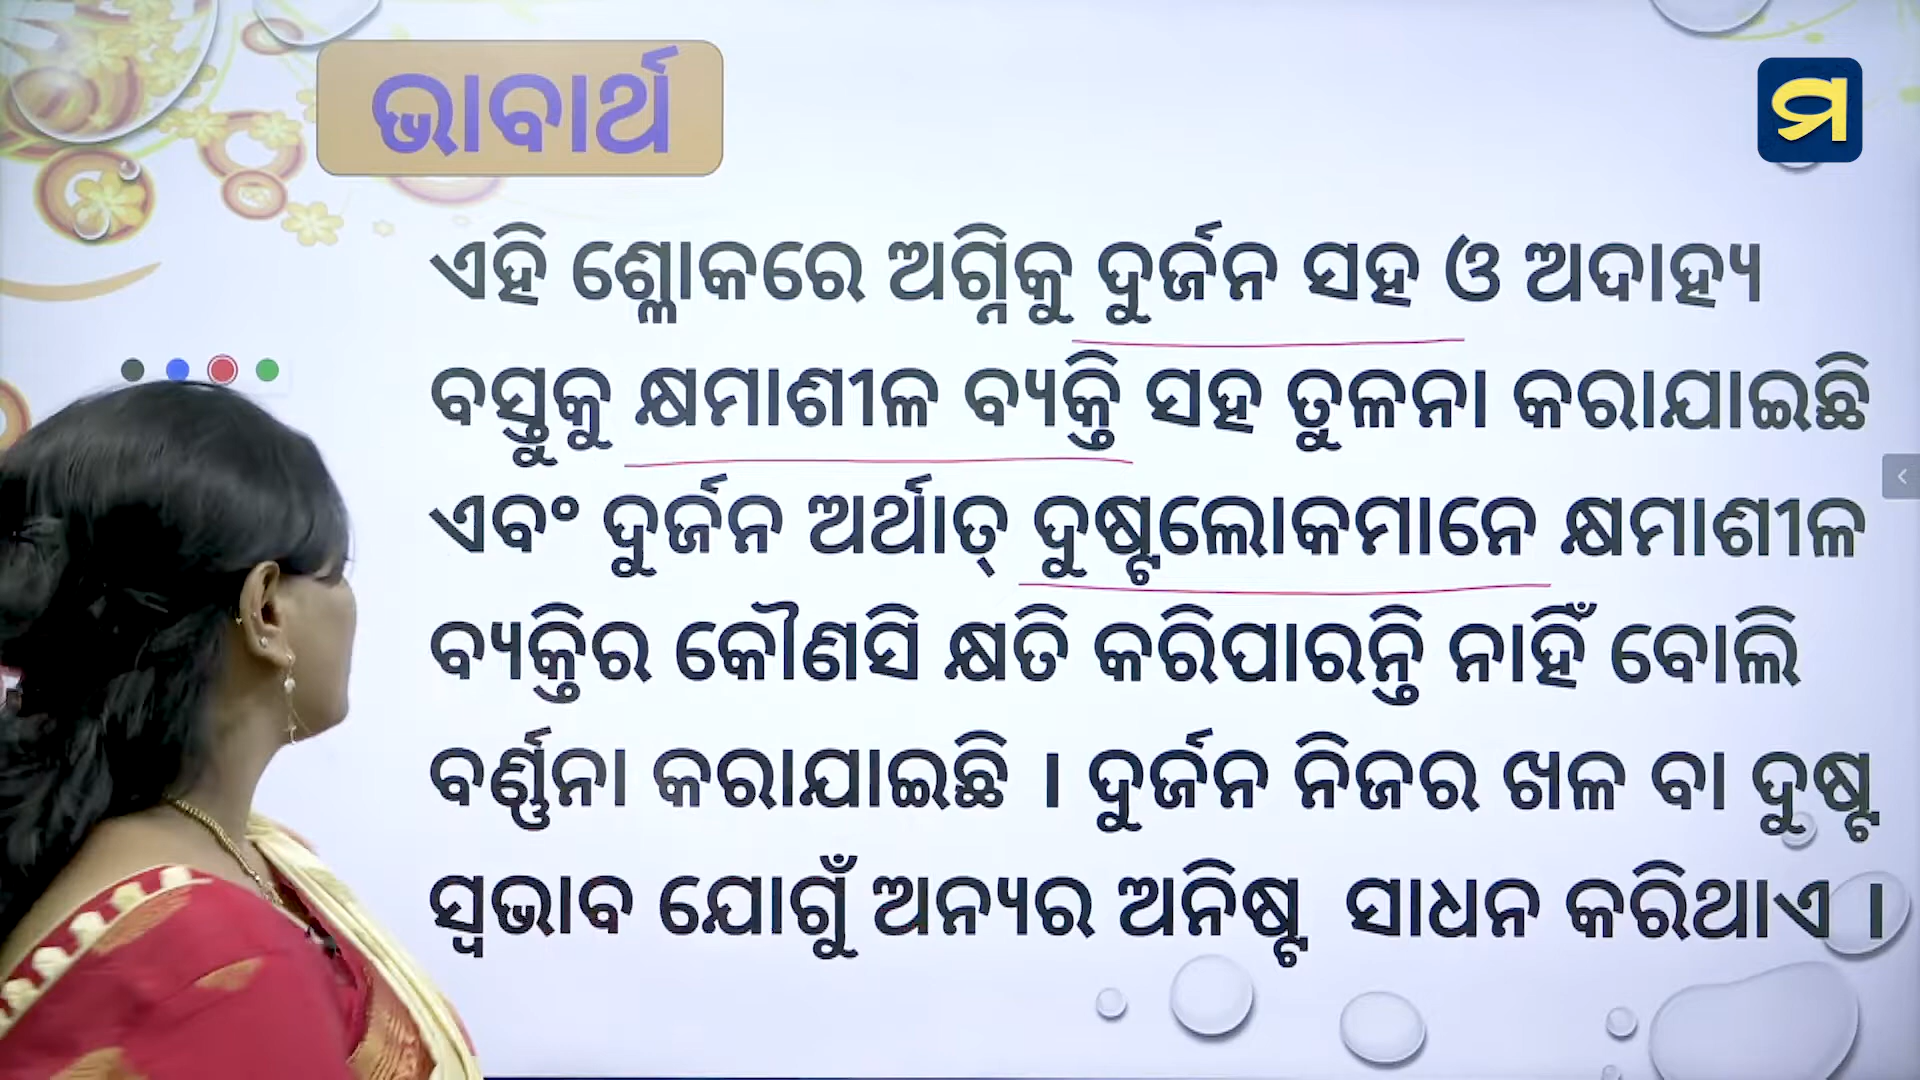 ଭାବାର୍ଥ
ମ
ଏହି ଶ୍ଳୋକରେ ଅଗ୍ନିକୁ ଦୁର୍ଜନ ସହ ଓ ଅଦାହ୍ୟ
ବସ୍ତୁକୁ କ୍ଷମାଶୀଳ ବ୍ୟକ୍ତି ସହ ତୁଳନା କରାଯାଇଛି
ଏବଂ ଦୁର୍ଜନ ଅର୍ଥାତ୍ ଦୁଷ୍ଟଲୋକମାନେ କ୍ଷମାଶୀଳ
ବ୍ୟକ୍ତିର କୌଣସି କ୍ଷତି କରିପାରନ୍ତି ନାହିଁ ବୋଲି
ବର୍ଣ୍ଣନା କରାଯାଇଛି । ଦୁର୍ଜନ ନିଜର ଖଳ ବା ଦୁଷ୍ଟ
ସ୍ୱଭାବ ଯୋଗୁଁ ଅନ୍ୟର ଅନିଷ୍ଟ ସାଧନ କରିଥାଏ ।